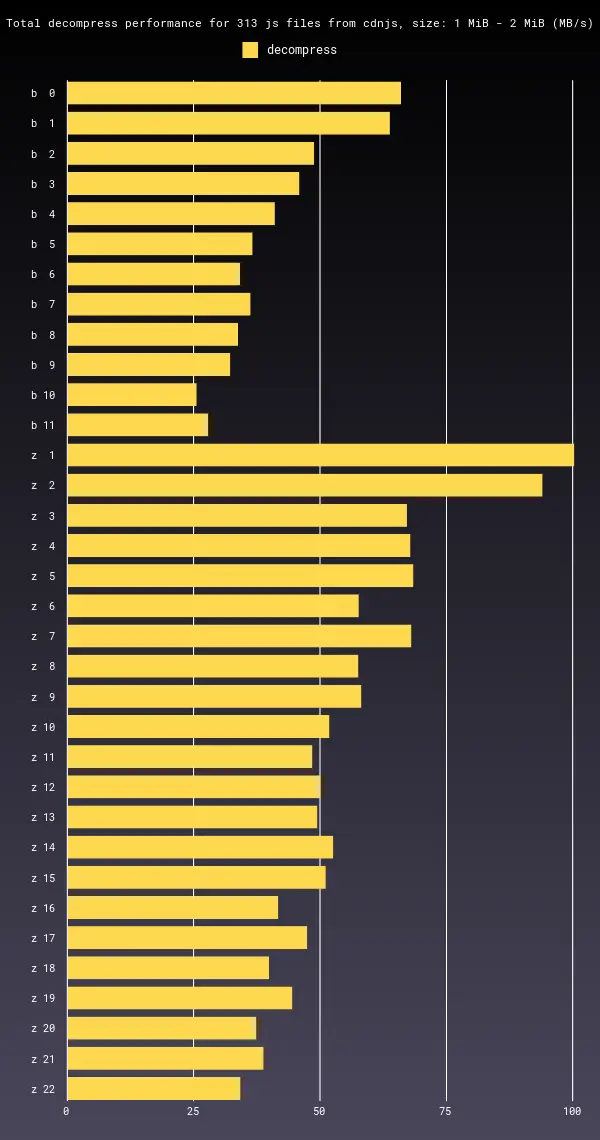 Total decompress performance for 313 js files from cdnjs, size: 1 MiB - 2 MiB (MB/s)
decompress
b 0
b 1
b 2
b 3
b 4
b 5
b 6
b 7
b 8
b 9
b 10
b 11
z 1
z 2
z 3
z 4
z 5
z 6
z 7
z 8
z 9
z 10
z 11
z 12
z 13
z 14
z 15
z 16
z 17
z 18
z 19
z 20
z 21
z 22
0 25 50 75 100